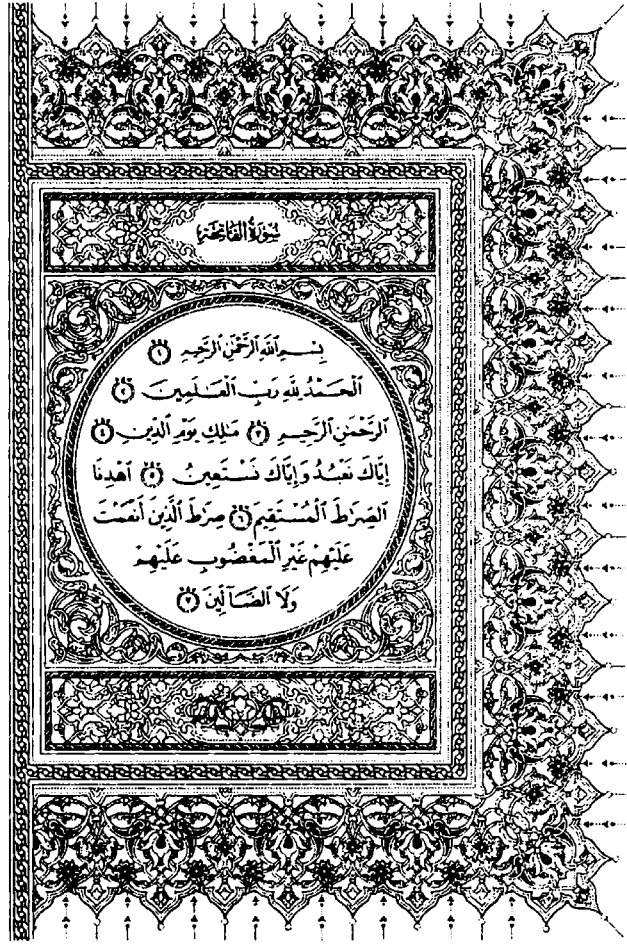 سُورَةُ الفَاتِحَةِ
بِسْمِ ٱللَّهِ ٱلرَّحْمَٰنِ ٱلرَّحِيمِ ١
ٱلْحَمْدُ لِلَّهِ رَبِّ ٱلْعَٰلَمِينَ ٢
ٱلرَّحْمَٰنِ ٱلرَّحِيمِ ٣ مَٰلِكِ يَوْمِ ٱلدِّينِ ٤
إِيَّاكَ نَعْبُدُ وَإِيَّاكَ نَسْتَعِينُ ٥ ٱهْدِنَا
ٱلصِّرَٰطَ ٱلْمُسْتَقِيمَ ٦ صِرَٰطَ ٱلَّذِينَ أَنْعَمْتَ
عَلَيْهِمْ غَيْرِ ٱلْمَغْضُوبِ عَلَيْهِمْ
وَلَا ٱلضَّآلِّينَ ٧